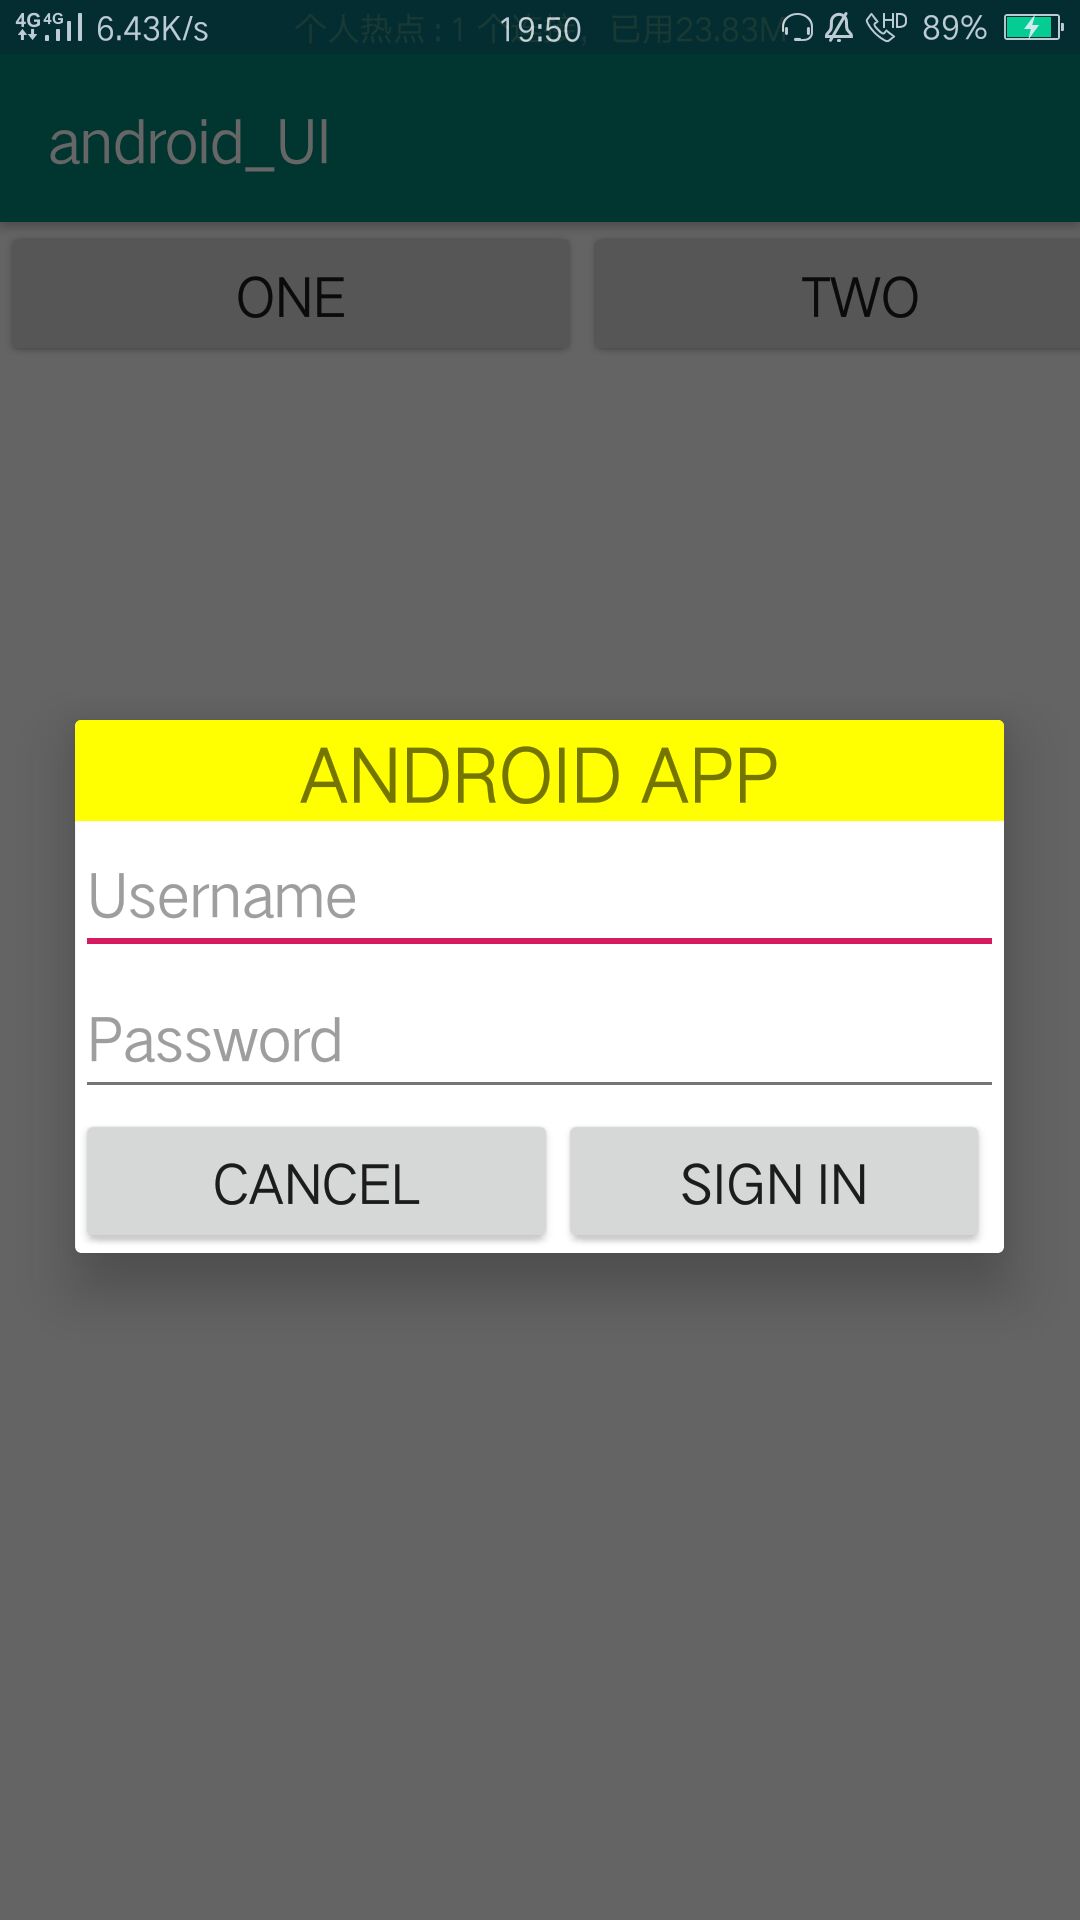 4G 4G 6.43K/s 19:50 HD 89%
个人热点 : 1 个 已用23.83M
android_UI
ONE TWO
ANDROID APP
Username
Password
CANCEL SIGN IN